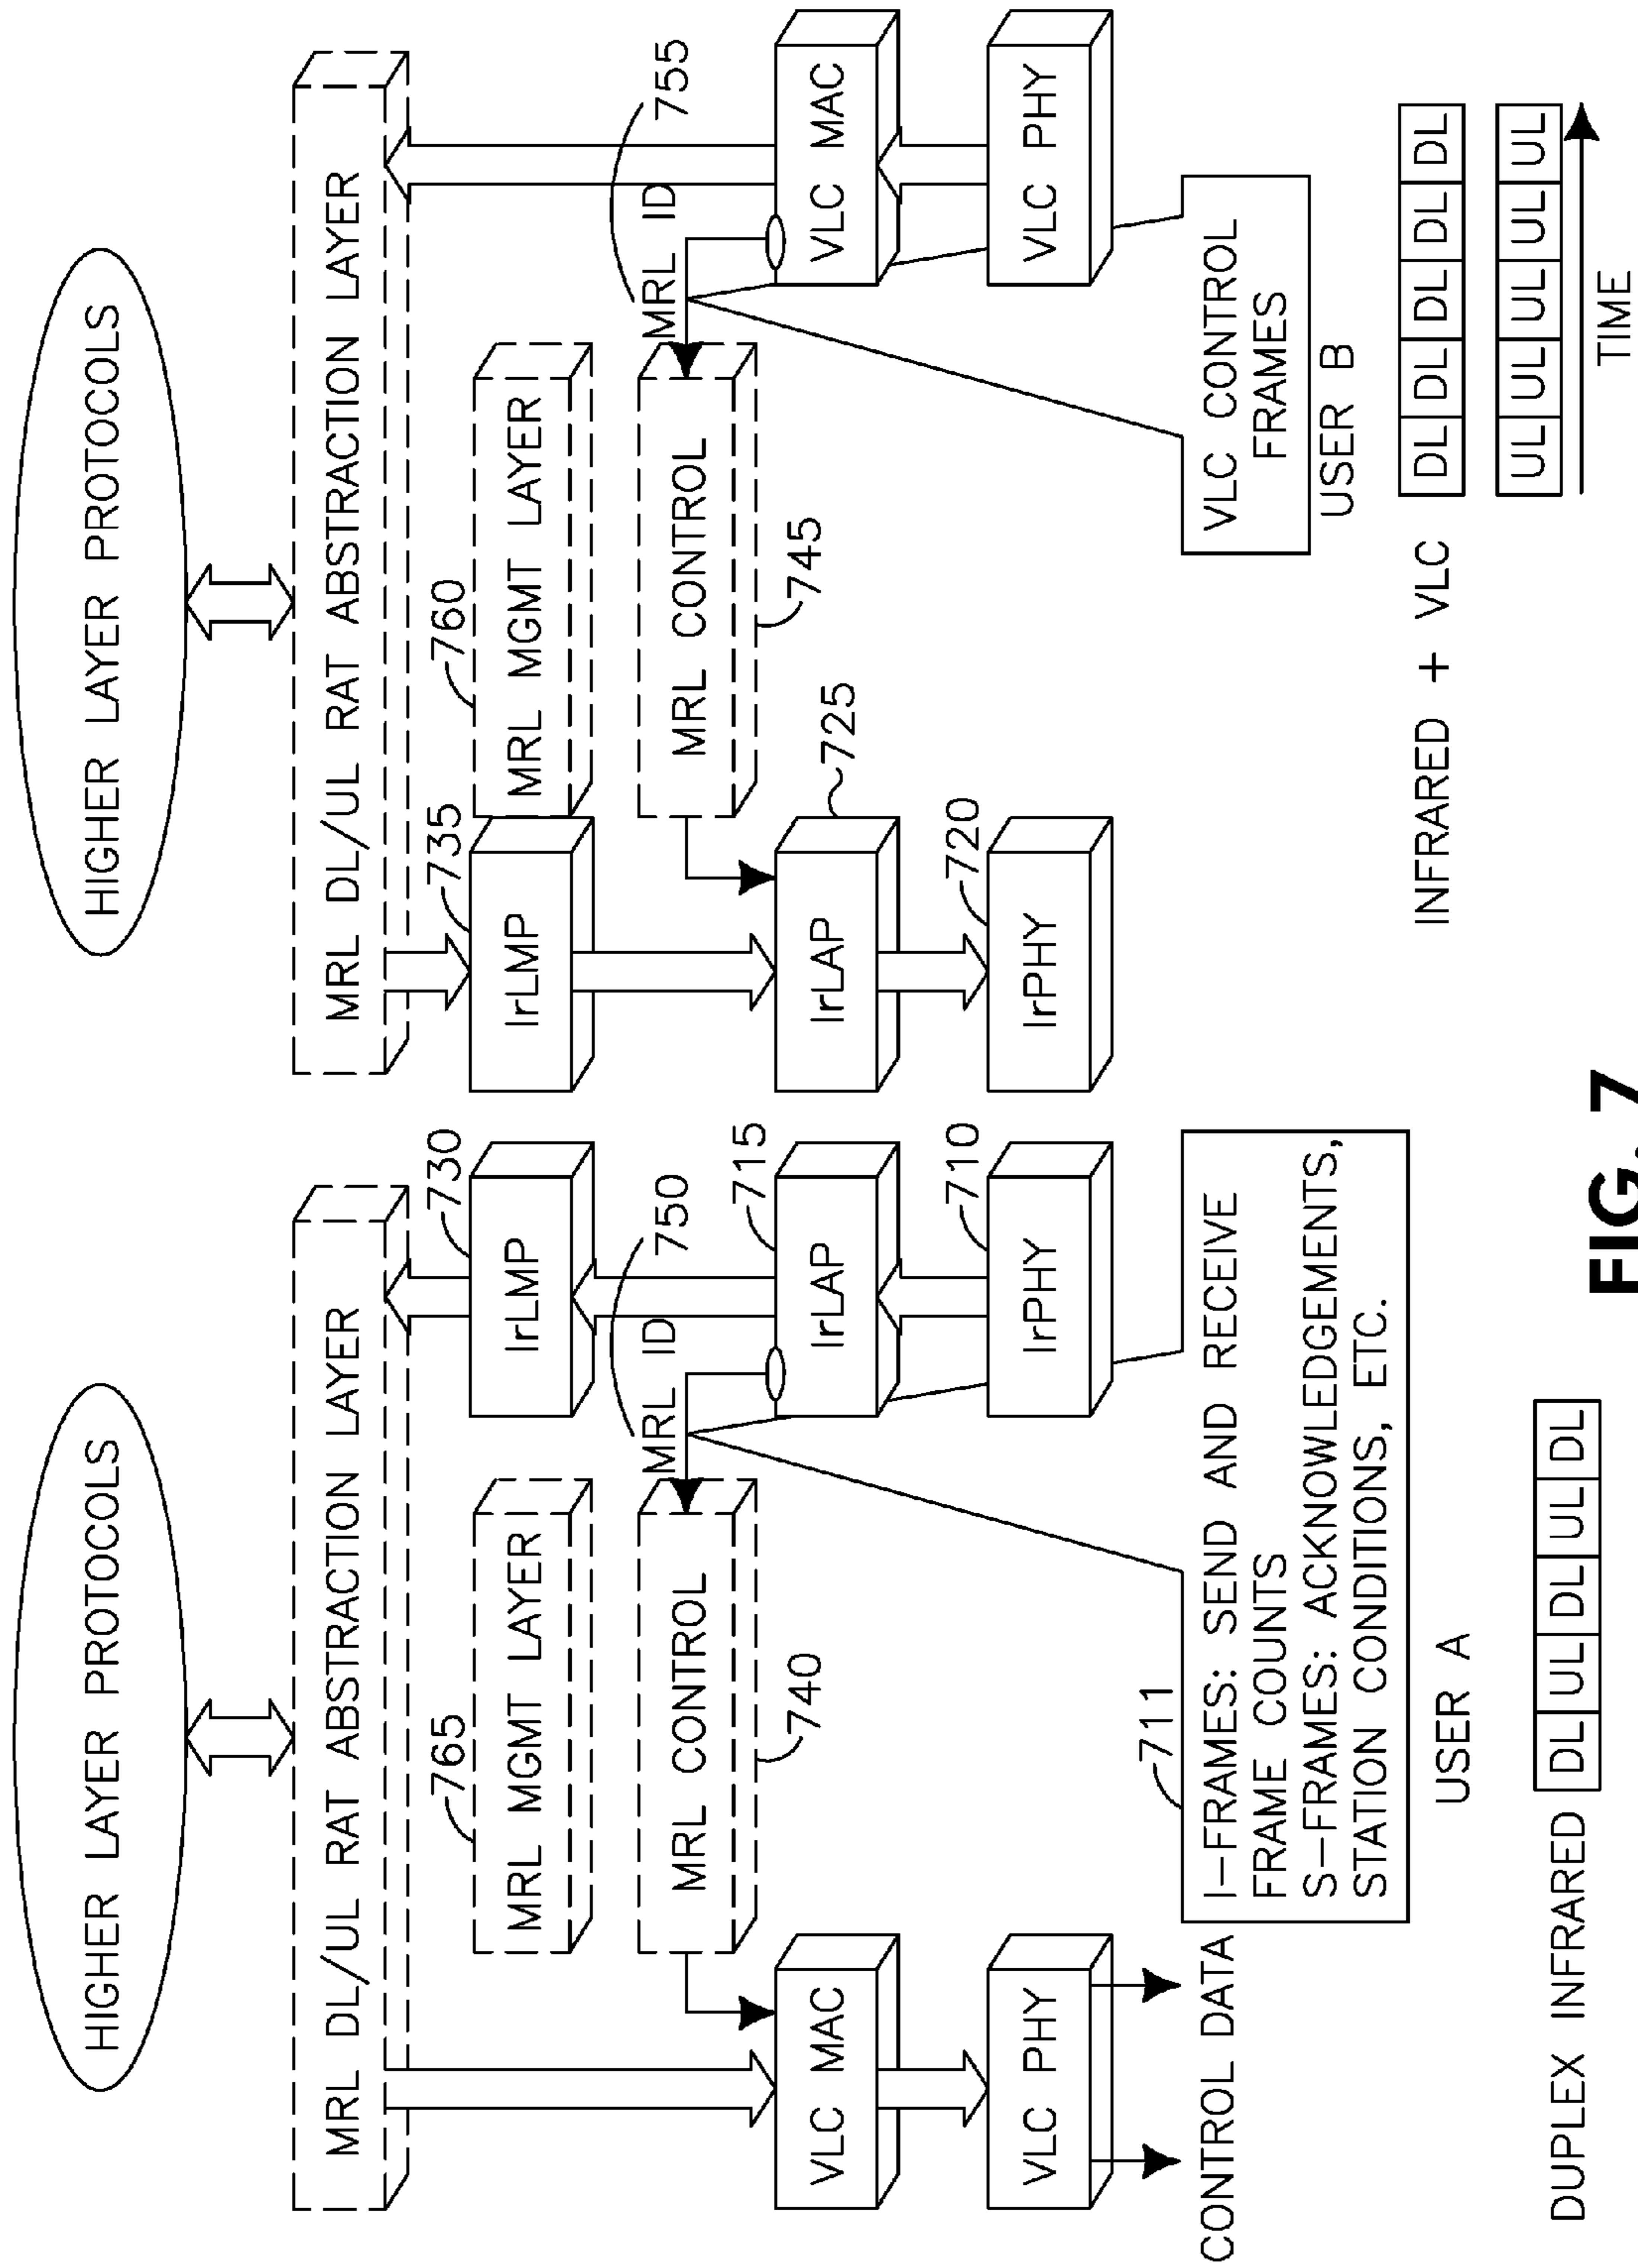 HIGHER LAYER PROTOCOLS
MRL DL/UL RAT ABSTRACTION LAYER
765
MRL MGMT LAYER
730
IrLMP
MRL CONTROL
740
MRL ID
750
VLC MAC
715
IrLAP
VLC PHY
710
IrPHY
CONTROL DATA
711
I-FRAMES: SEND AND RECEIVE
FRAME COUNTS
S-FRAMES: ACKNOWLEDGEMENTS,
STATION CONDITIONS, ETC.
USER A
HIGHER LAYER PROTOCOLS
MRL DL/UL RAT ABSTRACTION LAYER
735
IrLMP
760
MRL MGMT LAYER
MRL CONTROL
745
MRL ID
755
725
IrLAP
VLC MAC
720
IrPHY
VLC PHY
VLC CONTROL
FRAMES
USER B
DUPLEX INFRARED
DL UL DL UL DL
INFRARED + VLC
DL DL DL DL DL
UL UL UL UL UL
TIME
FIG. 7